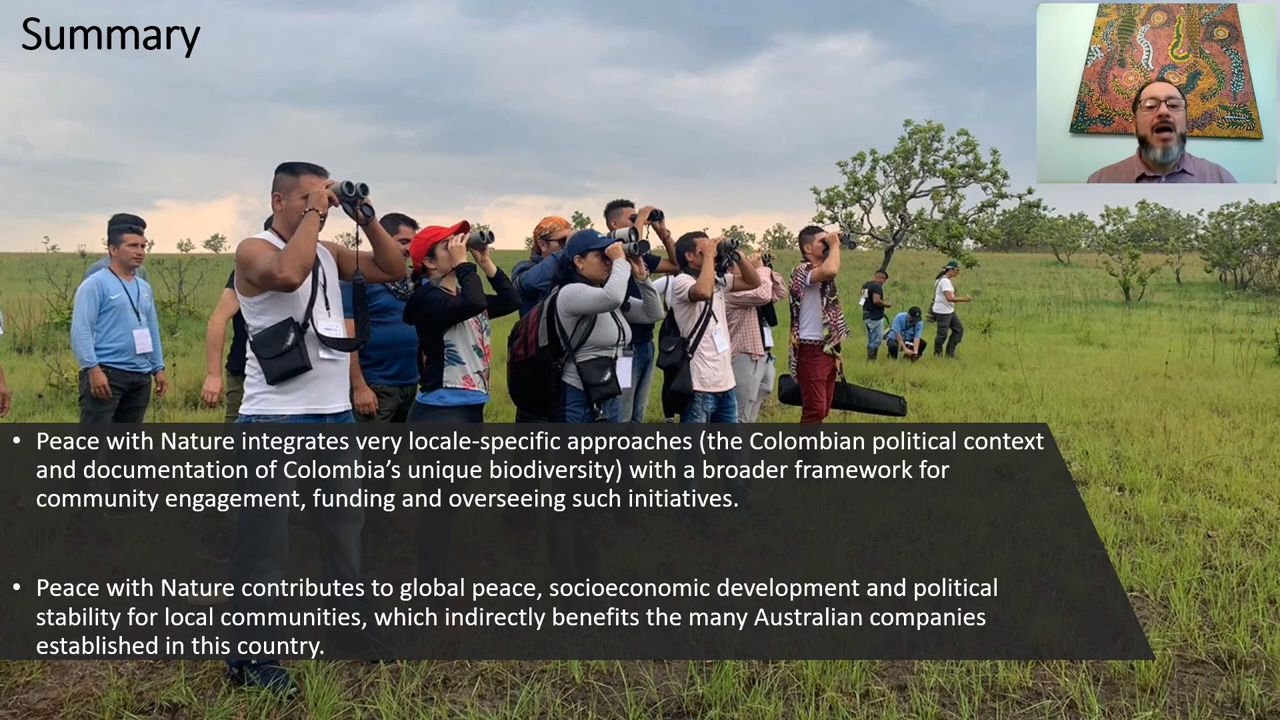 Summary
• Peace with Nature integrates very locale-specific approaches (the Colombian political context
and documentation of Colombia’s unique biodiversity) with a broader framework for
community engagement, funding and overseeing such initiatives.
• Peace with Nature contributes to global peace, socioeconomic development and political
stability for local communities, which indirectly benefits the many Australian companies
established in this country.